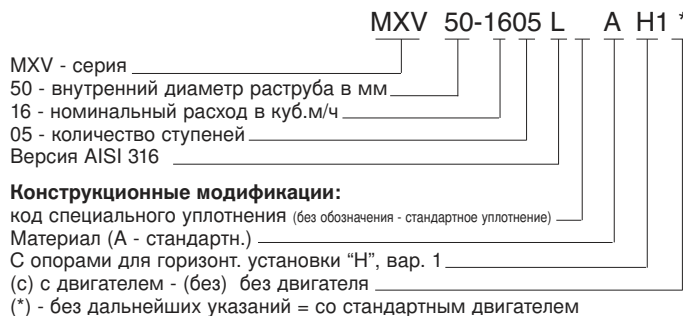 MXV 50-1605 L A H1 *
MXV - серия
50 - внутренний диаметр раструба в мм
16 - номинальный расход в куб.м/ч
05 - количество ступеней
Версия AISI 316
Конструкционные модификации:
код специального уплотнения (без обозначения - стандартное уплотнение)
Материал (А - стандартн.)
С опорами для горизонт. установки “Н”, вар. 1
(с) с двигателем - (без) без двигателя
(*) - без дальнейших указаний = со стандартным двигателем